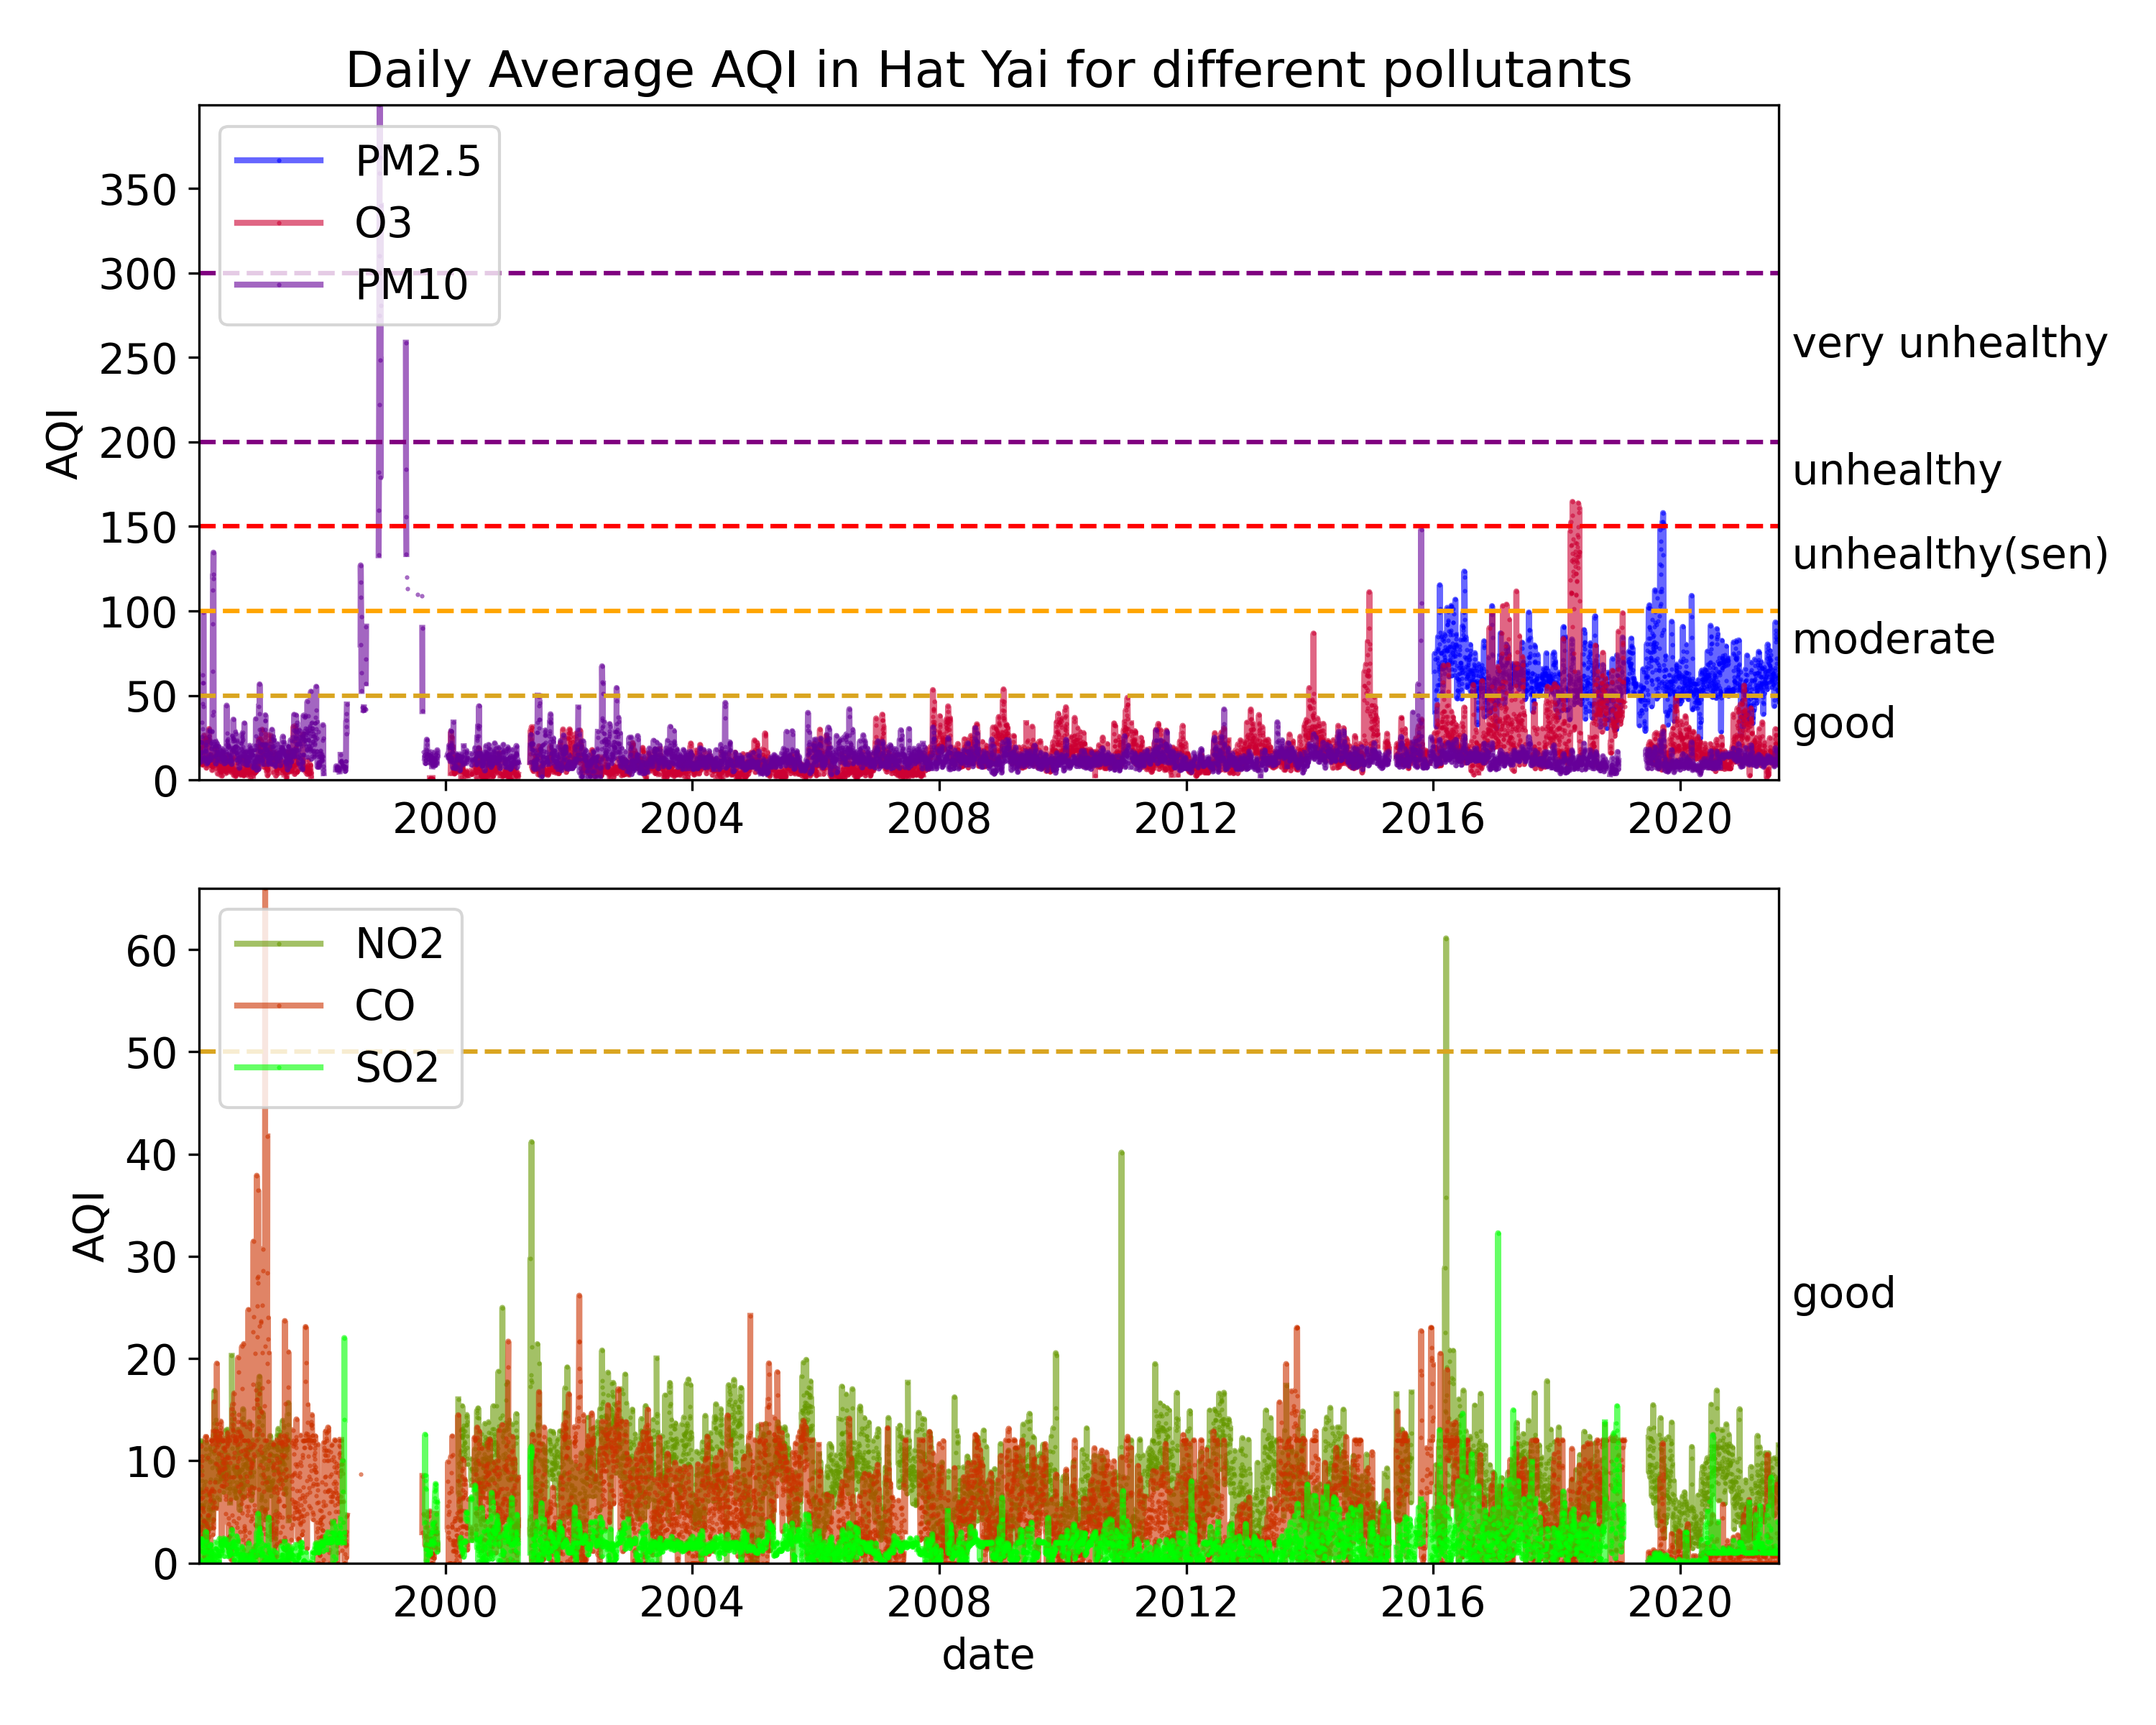 Daily Average AQI in Hat Yai for different pollutants
PM2.5
O3
PM10
AQI
350
300
250
200
150
100
50
0
very unhealthy
unhealthy
unhealthy(sen)
moderate
good
2000 2004 2008 2012 2016 2020
NO2
CO
SO2
AQI
60
50
40
30
20
10
0
good
2000 2004 2008 2012 2016 2020
date